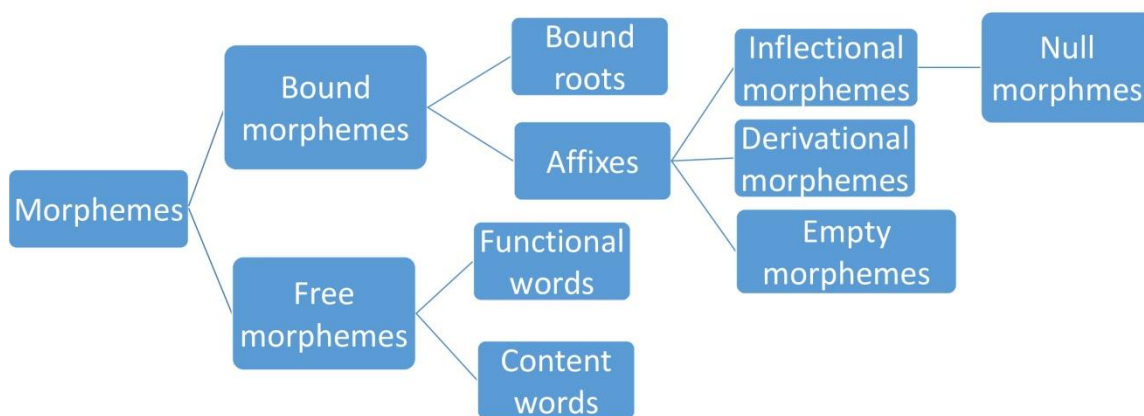 Morphemes
Bound
morphemes
Free
morphemes
Bound
roots
Affixes
Functional
words
Content
words
Inflectional
morphemes
Derivational
morphemes
Empty
morphemes
Null
morphmes